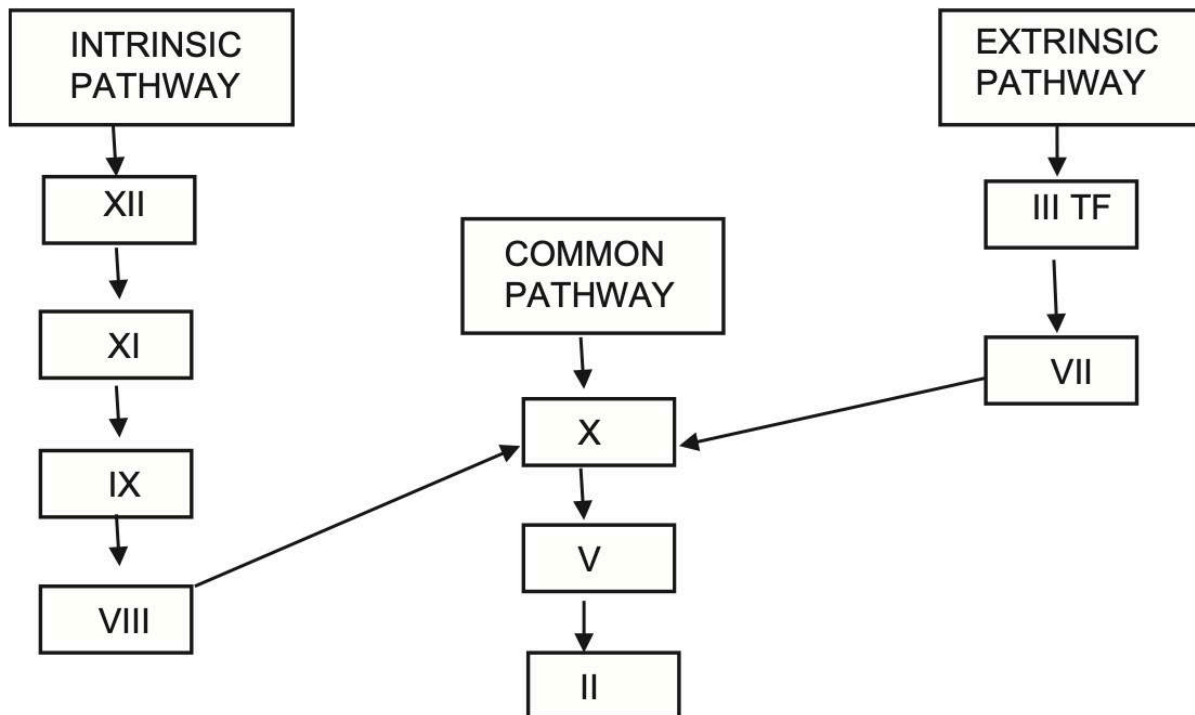 INTRINSIC
PATHWAY
XII
XI
IX
VIII
COMMON
PATHWAY
X
V
II
EXTRINSIC
PATHWAY
III TF
VII